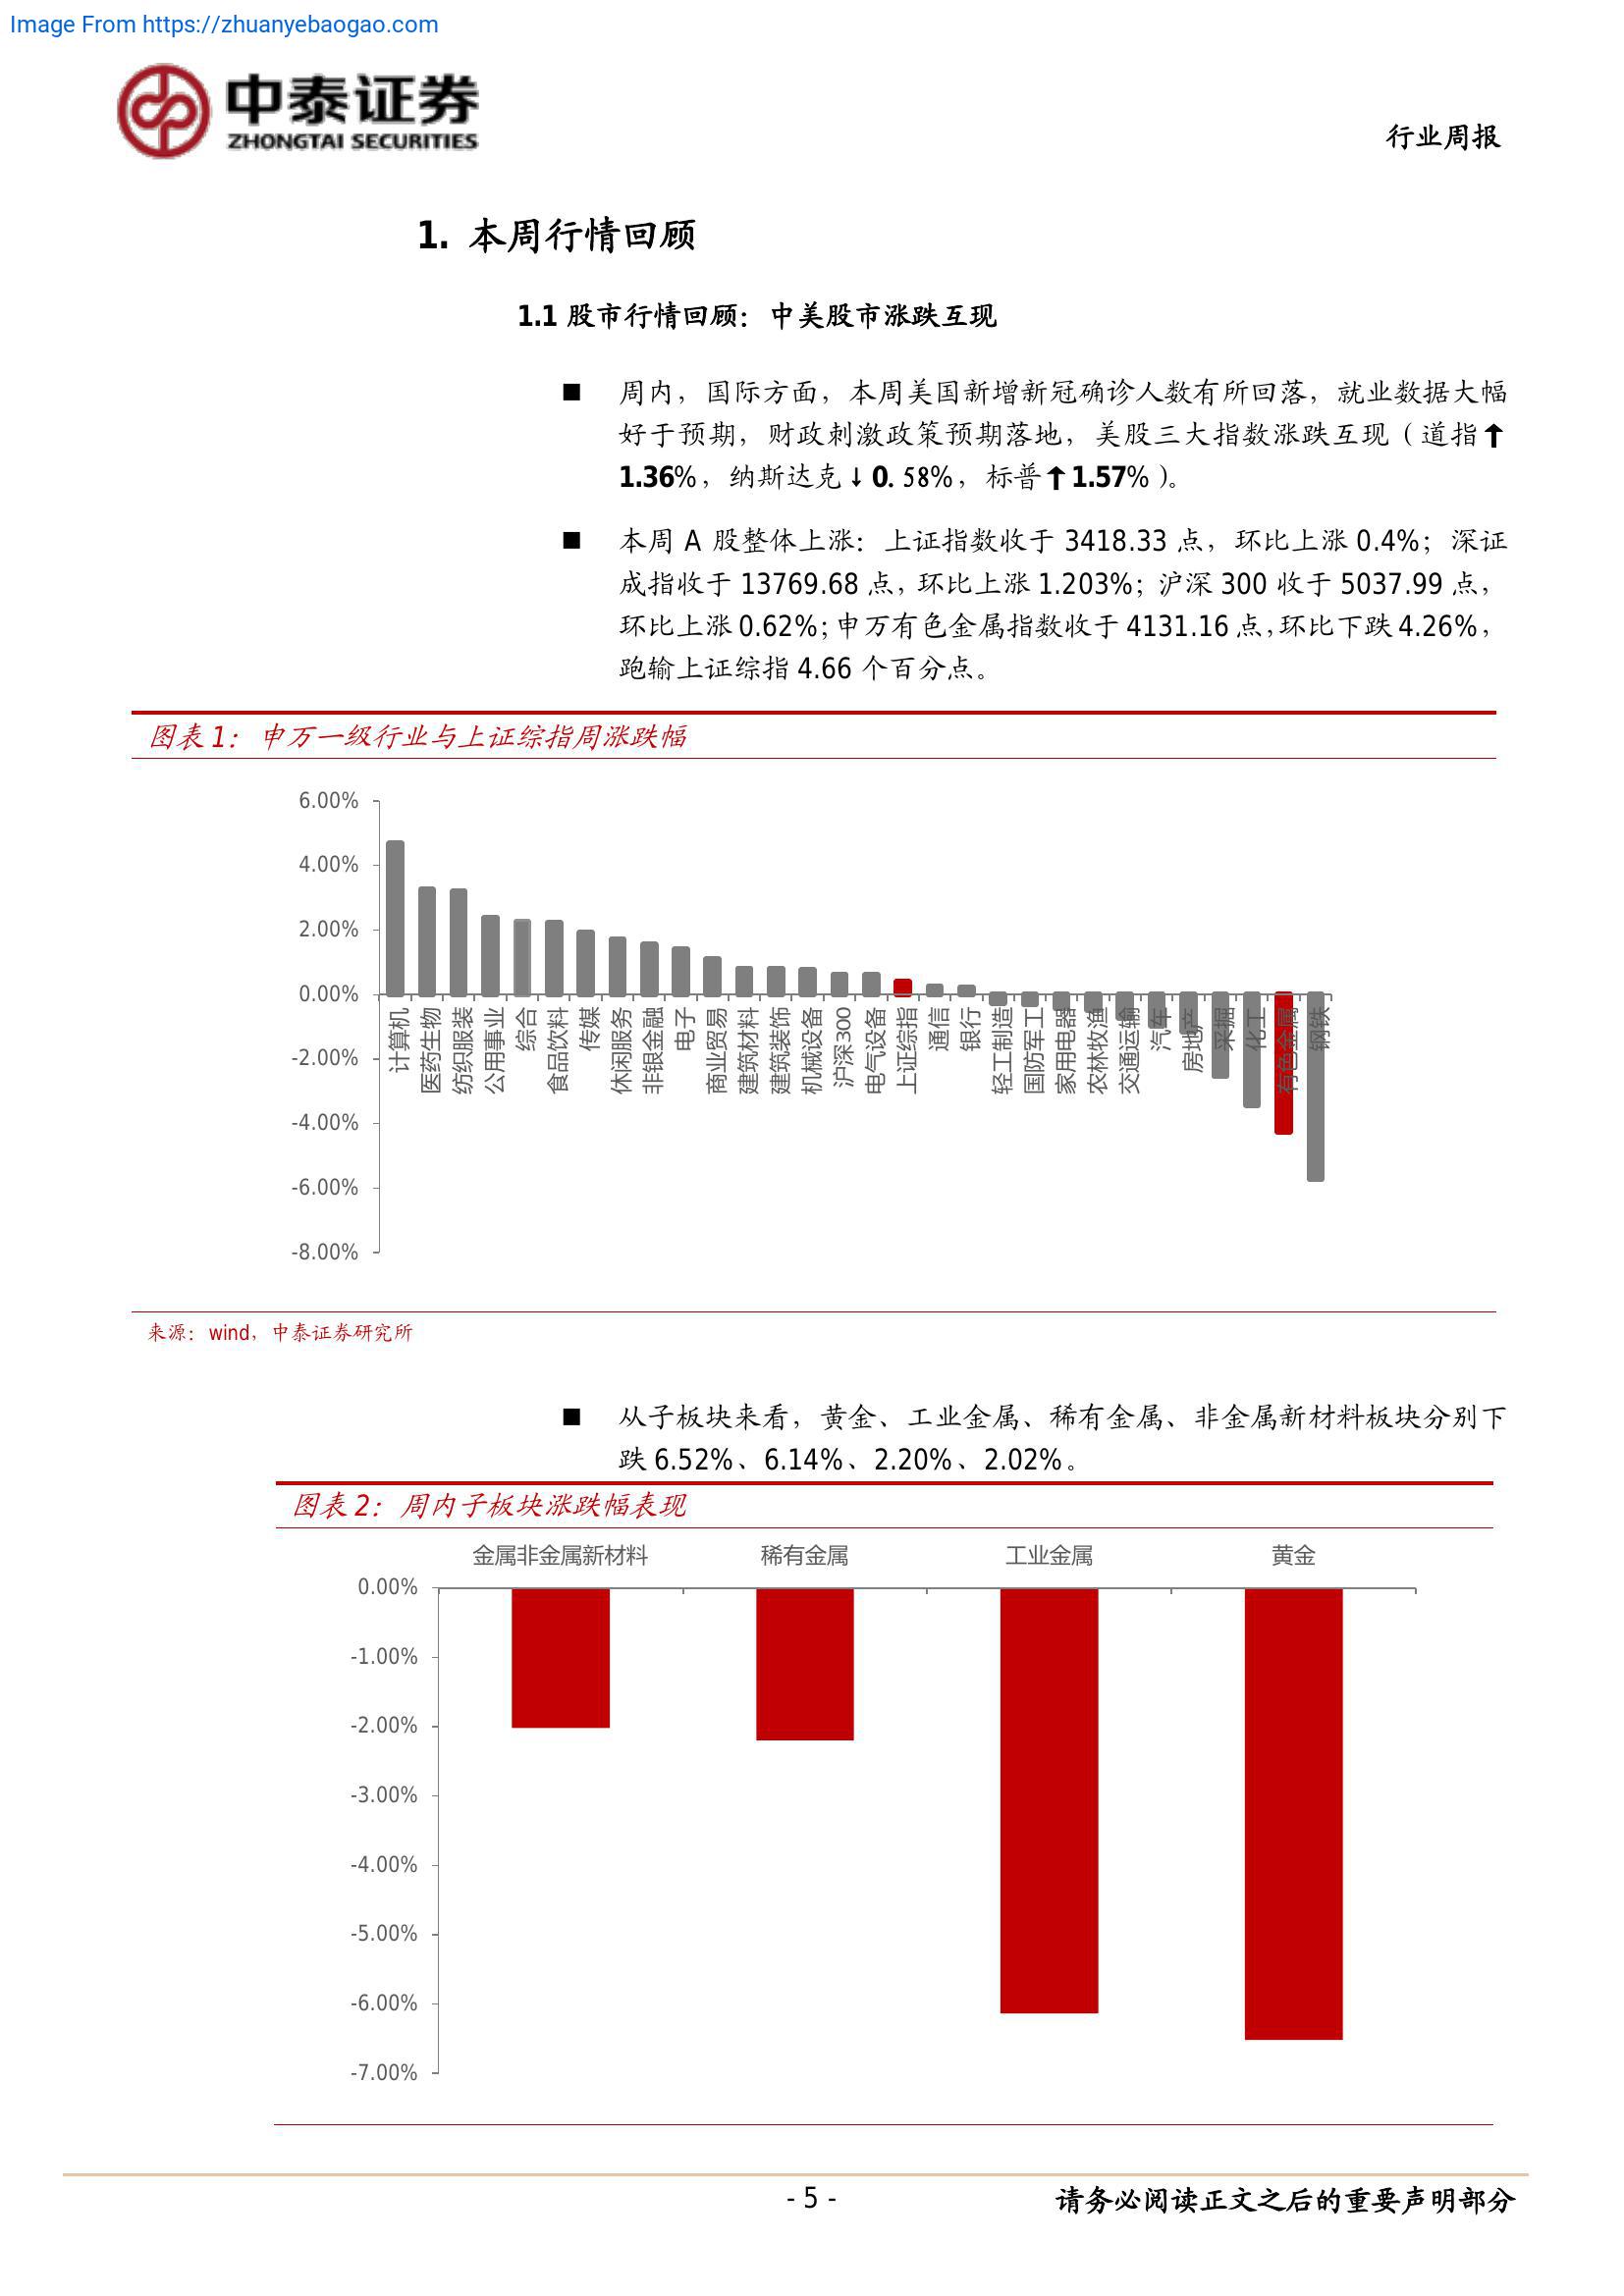 Image From https://zhuanyebaogao.com
中泰证券
ZHONGTAI SECURITIES
行业周报
1. 本周行情回顾
1.1 股市行情回顾：中美股市涨跌互现
■ 周内，国际方面，本周美国新增新冠确诊人数有所回落，就业数据大幅
好于预期，财政刺激政策预期落地，美股三大指数涨跌互现（道指↑
1.36%，纳斯达克↓0.58%，标普↑1.57%）。
■ 本周 A 股整体上涨：上证指数收于 3418.33 点，环比上涨 0.4%；深证
成指收于 13769.68 点，环比上涨 1.203%；沪深 300 收于 5037.99 点，
环比上涨 0.62%；申万有色金属指数收于 4131.16 点，环比下跌 4.26%，
跑输上证综指 4.66 个百分点。
图表 1：申万一级行业与上证综指周涨跌幅
6.00%
4.00%
2.00%
0.00%
-2.00%
-4.00%
-6.00%
-8.00%
计算机
医药生物
纺织服装
公用事业
综合
食品饮料
传媒
休闲服务
非银金融
电子
商业贸易
建筑材料
建筑装饰
机械设备
沪深300
电气设备
上证综指
通信
银行
轻工制造
国防军工
家用电器
农林牧渔
交通运输
汽车
房地产
采掘
化工
有色金属
钢铁
来源：wind，中泰证券研究所
■ 从子板块来看，黄金、工业金属、稀有金属、非金属新材料板块分别下
跌 6.52%、6.14%、2.20%、2.02%。
图表 2：周内子板块涨跌幅表现
金属非金属新材料 稀有金属 工业金属 黄金
0.00%
-1.00%
-2.00%
-3.00%
-4.00%
-5.00%
-6.00%
-7.00%
- 5 -
请务必阅读正文之后的重要声明部分